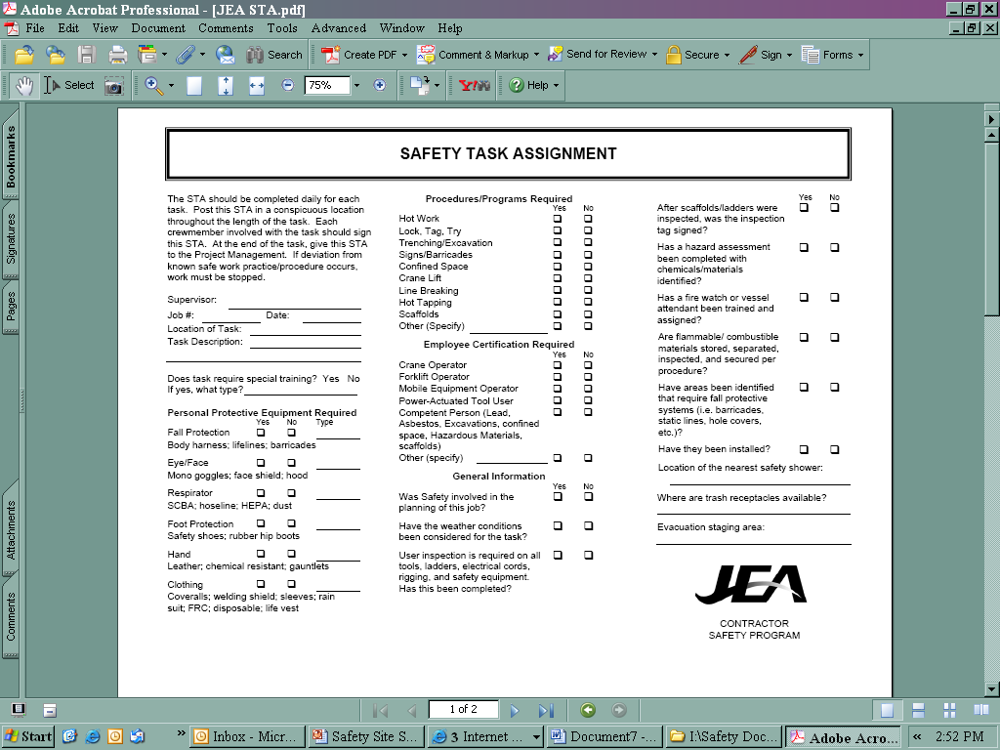 Adobe Acrobat Professional - [JEA STA.pdf]
File Edit View Document Comments Tools Advanced Window Help
Search Create PDF Comment & Markup Send for Review Secure Sign Forms
Select 75% Y! Help
Bookmarks
Signatures
Pages
Attachments
Comments
SAFETY TASK ASSIGNMENT
The STA should be completed daily for each
task. Post this STA in a conspicuous location
throughout the length of the task. Each
crewmember involved with the task should sign
this STA. At the end of the task, give this STA
to the Project Management. If deviation from
known safe work practice/procedure occurs,
work must be stopped.
Supervisor:
Job #: Date:
Location of Task:
Task Description:
Does task require special training? Yes No
If yes, what type?
Personal Protective Equipment Required
Yes No Type
Fall Protection
Body harness; lifelines; barricades
Eye/Face
Mono goggles; face shield; hood
Respirator
SCBA; hoseline; HEPA; dust
Foot Protection
Safety shoes; rubber hip boots
Hand
Leather; chemical resistant; gauntlets
Clothing
Coveralls; welding shield; sleeves; rain
suit; FRC; disposable; life vest
Procedures/Programs Required
Yes No
Hot Work
Lock, Tag, Try
Trenching/Excavation
Signs/Barricades
Confined Space
Crane Lift
Line Breaking
Hot Tapping
Scaffolds
Other (Specify)
Employee Certification Required
Yes No
Crane Operator
Forklift Operator
Mobile Equipment Operator
Power-Actuated Tool User
Competent Person (Lead,
Asbestos, Excavations, confined
space, Hazardous Materials,
scaffolds)
Other (specify)
General Information
Yes No
Was Safety involved in the
planning of this job?
Have the weather conditions
been considered for the task?
User inspection is required on all
tools, ladders, electrical cords,
rigging, and safety equipment.
Has this been completed?
Yes No
After scaffolds/ladders were
inspected, was the inspection
tag signed?
Has a hazard assessment
been completed with
chemicals/materials
identified?
Has a fire watch or vessel
attendant been trained and
assigned?
Are flammable/ combustible
materials stored, separated,
inspected, and secured per
procedure?
Have areas been identified
that require fall protective
systems (i.e. barricades,
static lines, hole covers,
etc.)?
Have they been installed?
Location of the nearest safety shower:
Where are trash receptacles available?
Evacuation staging area:
JEA
CONTRACTOR
SAFETY PROGRAM
1 of 2
Start » Inbox - Micr... Safety Site S... 3 Internet ... Document7 - ... I:\Safety Doc... Adobe Acro... « 2:52 PM